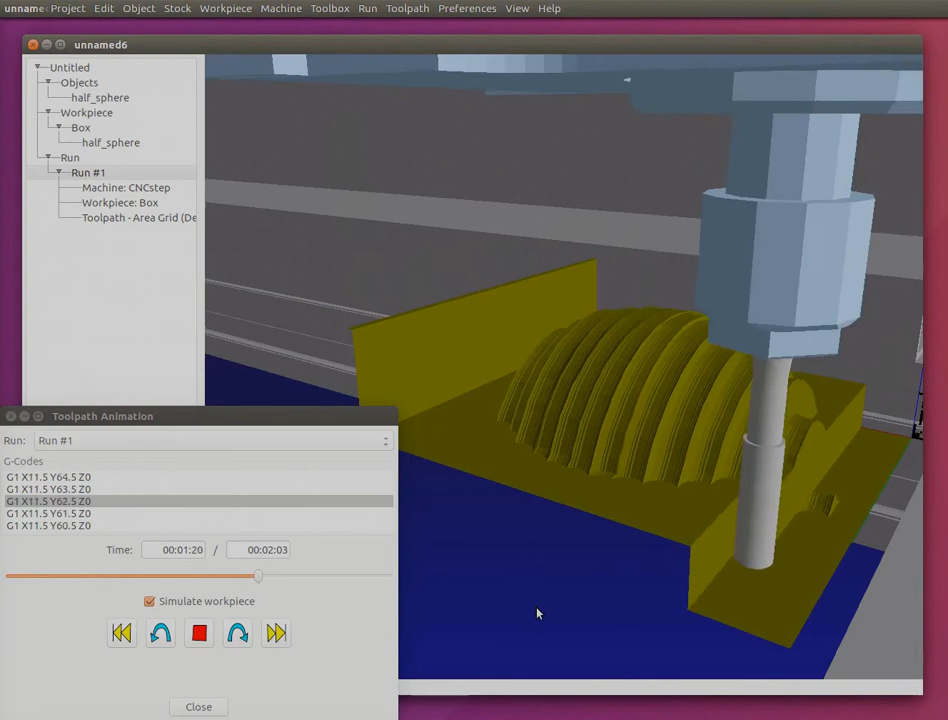 unname Project Edit Object Stock Workpiece Machine Toolbox Run Toolpath Preferences View Help
unnamed6
Untitled
Objects
half_sphere
Workpiece
Box
half_sphere
Run
Run #1
Machine: CNCstep
Workpiece: Box
Toolpath - Area Grid (De
Toolpath Animation
Run: Run #1
G-Codes
G1 X11.5 Y64.5 Z0
G1 X11.5 Y63.5 Z0
G1 X11.5 Y62.5 Z0
G1 X11.5 Y61.5 Z0
G1 X11.5 Y60.5 Z0
Time: 00:01:20 / 00:02:03
Simulate workpiece
Close